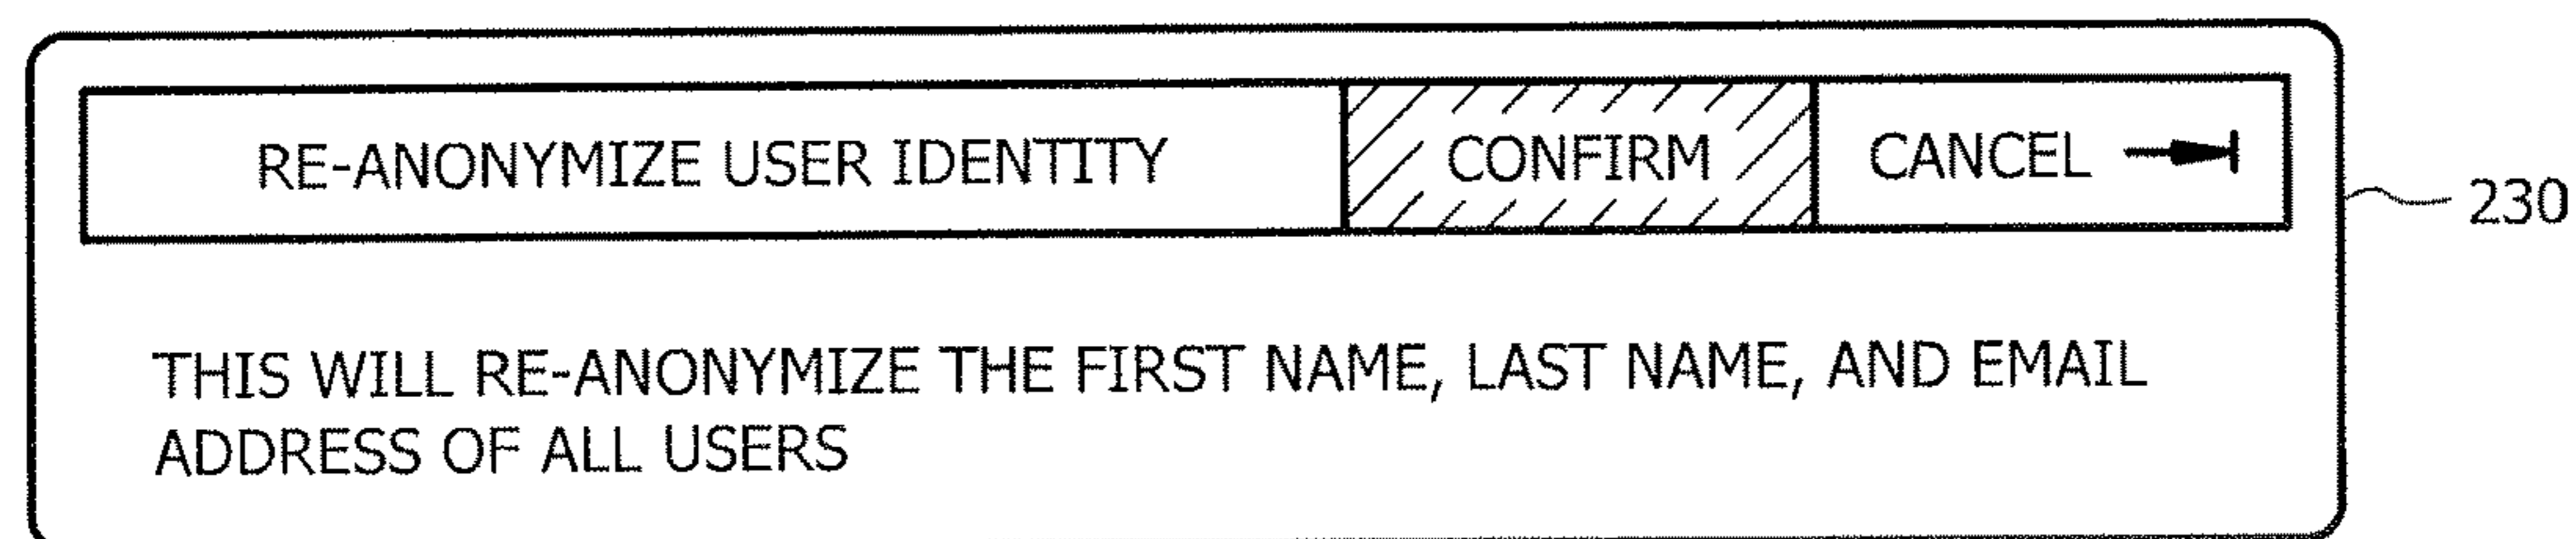 RE-ANONYMIZE USER IDENTITY CONFIRM CANCEL
230
THIS WILL RE-ANONYMIZE THE FIRST NAME, LAST NAME, AND EMAIL
ADDRESS OF ALL USERS